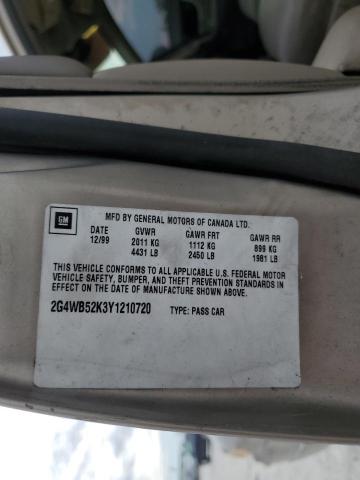 GM
MFD BY GENERAL MOTORS OF CANADA LTD.
DATE GVWR GAWR FRT GAWR RR
12/99 2011 KG 1112 KG 899 KG
4431 LB 2450 LB 1981 LB
THIS VEHICLE CONFORMS TO ALL APPLICABLE U.S. FEDERAL MOTOR
VEHICLE SAFETY, BUMPER, AND THEFT PREVENTION STANDARDS
IN EFFECT ON THE DATE OF MANUFACTURE SHOWN ABOVE.
2G4WB52K3Y1210720 TYPE: PASS CAR